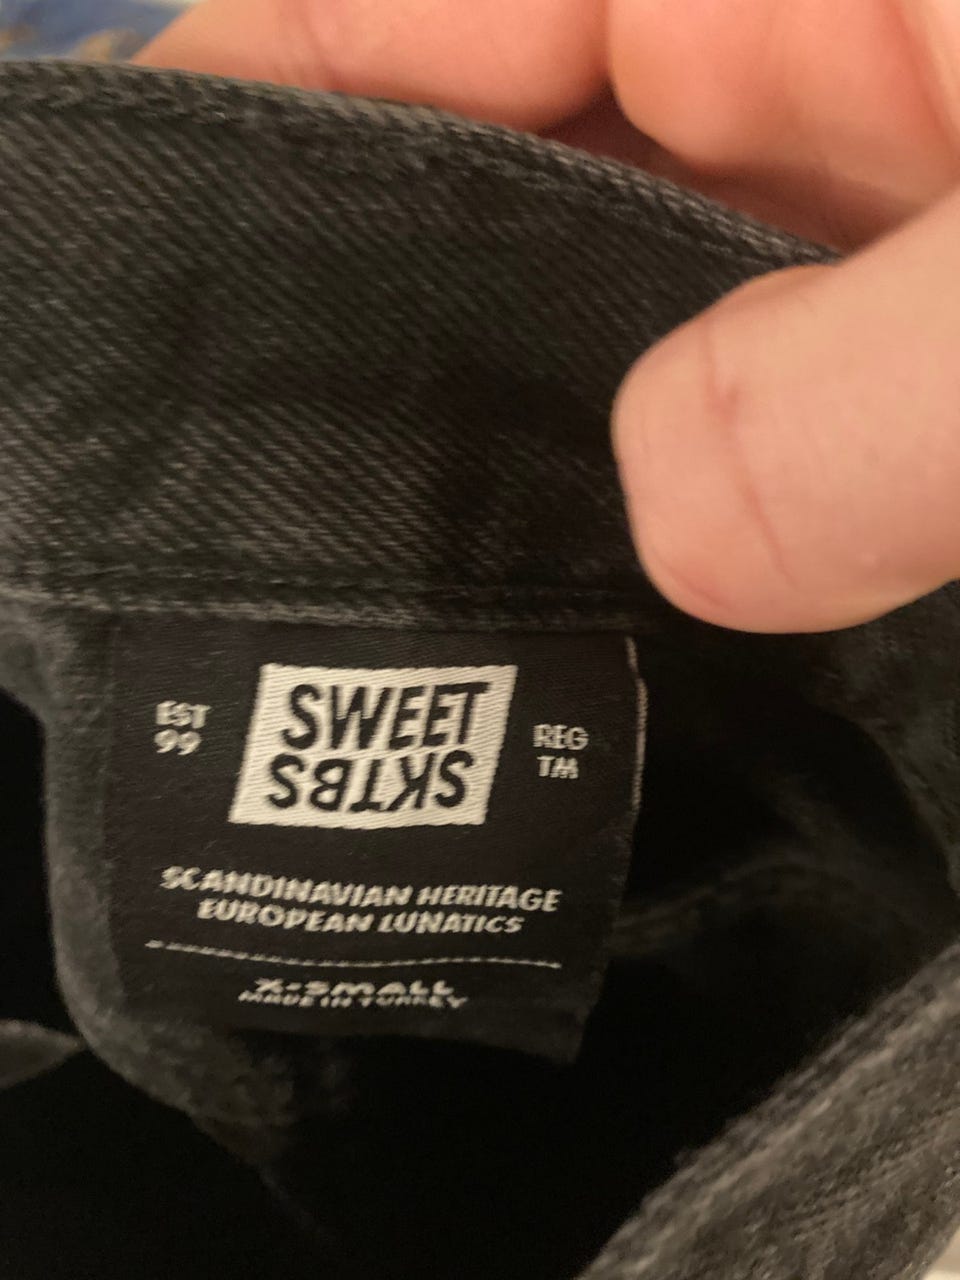 EST
99
SWEET
SKTBS
REG
TM
SCANDINAVIAN HERITAGE
EUROPEAN LUNATICS
X-SMALL
MADE IN TURKEY